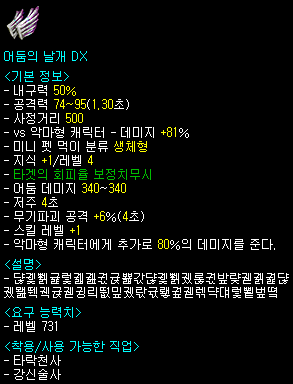 어둠의 날개 DX
<기본 정보>
- 내구력 50%
- 공격력 74~95(1,30초)
- 사정거리 500
- vs 악마형 캐릭터 - 데미지 +81%
- 미니 펫 먹이 분류 생체형
- 지식 +1/레벨 4
- 타겟의 회피율 보정치무시
- 어둠 데미지 340~340
- 저주 4초
- 무기파괴 공격 +6%(4초)
- 스킬 레벨 +1
- 악마형 캐릭터에게 추가로 80%의 데미지를 준다.
<설명>
<요구 능력치>
- 레벨 731
<착용/사용 가능한 직업>
- 타락천사
- 강신술사